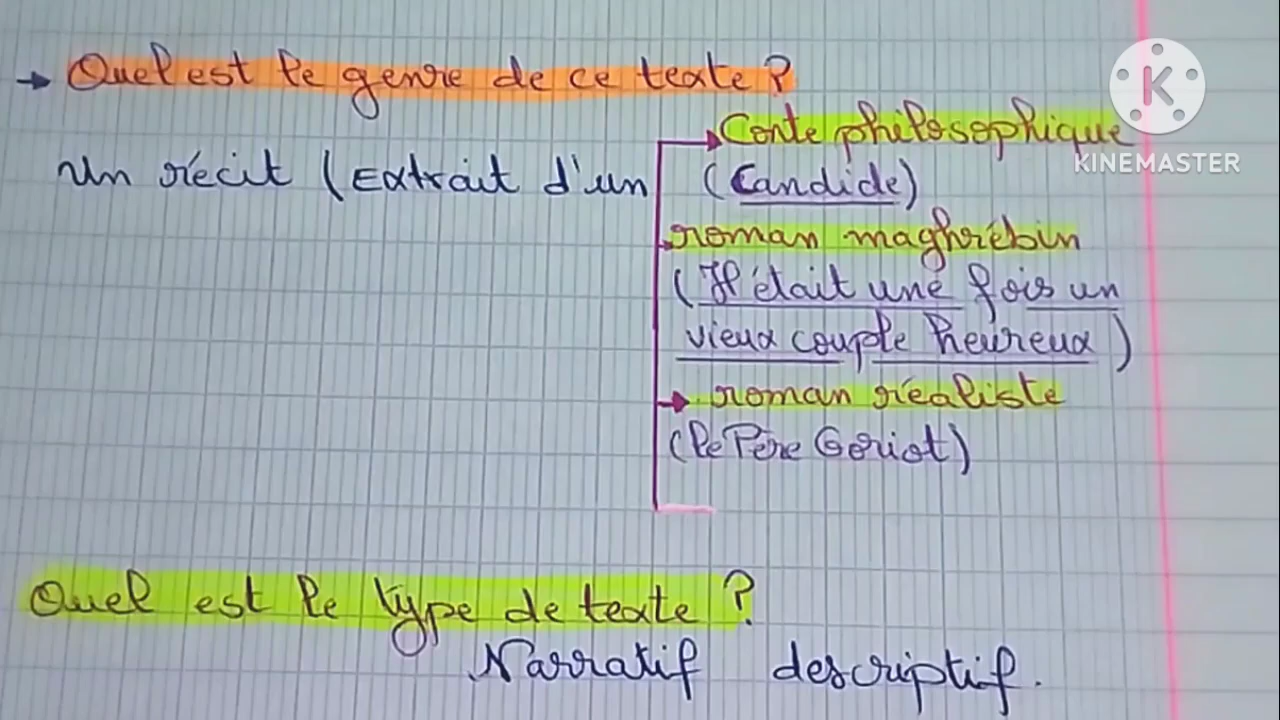 → Quel est le genre de ce texte ?
Conte philosophique
Un récit (Extrait d'un
(Candide)
roman maghrébin
(Il était une fois un
vieux couple heureux)
→ roman réaliste
(le Père Goriot)
Quel est le type de texte ?
Narratif descriptif.
K
KINEMASTER